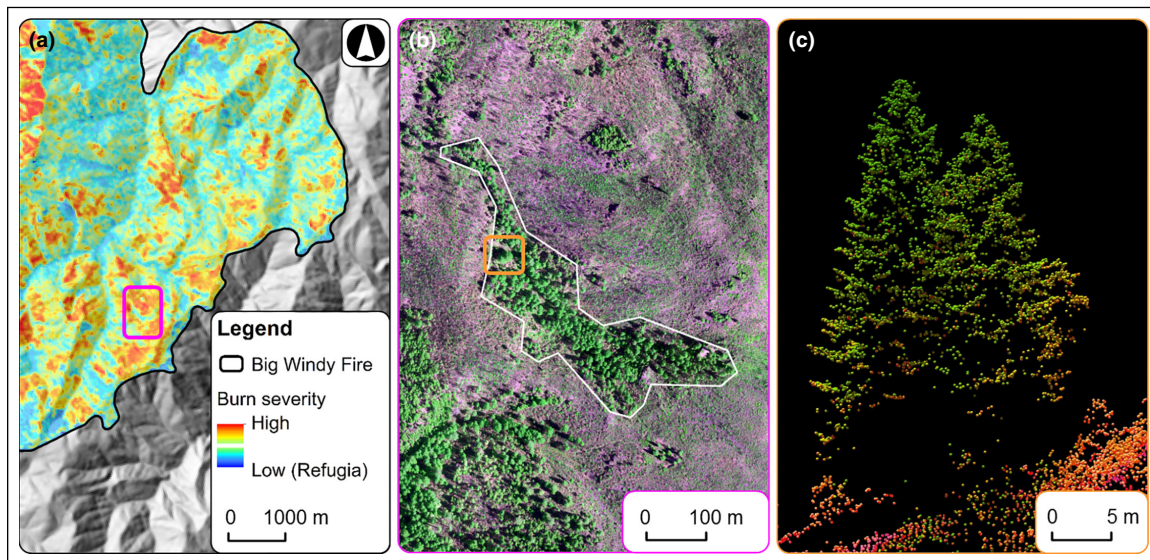 (a)
Legend
Big Windy Fire
Burn severity
High
Low (Refugia)
0 1000 m
(b)
0 100 m
(c)
0 5 m